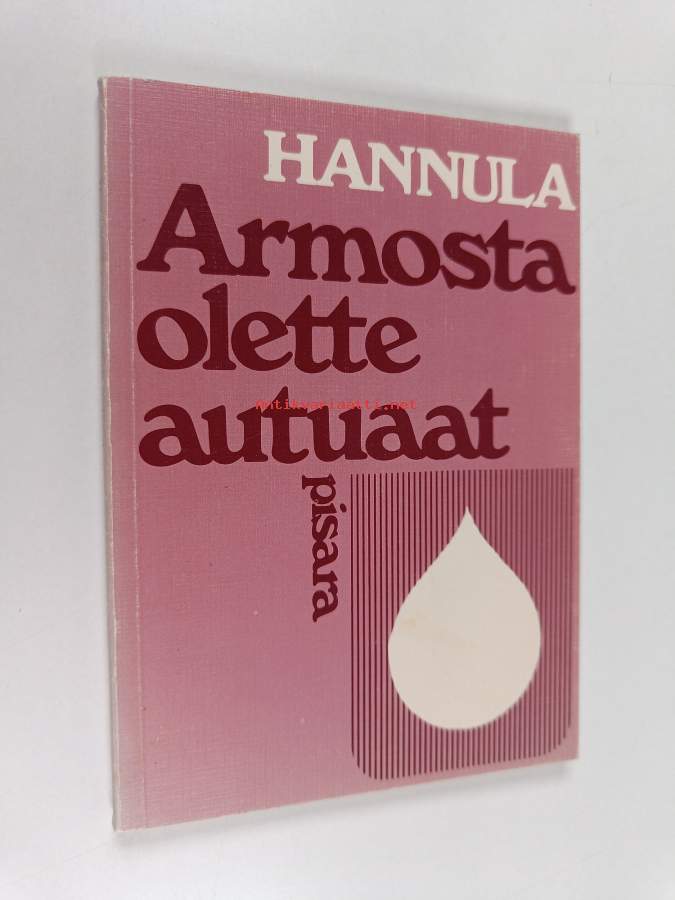 HANNULA
Armosta
olette
antikvariaatti.net
autuaat
pisara